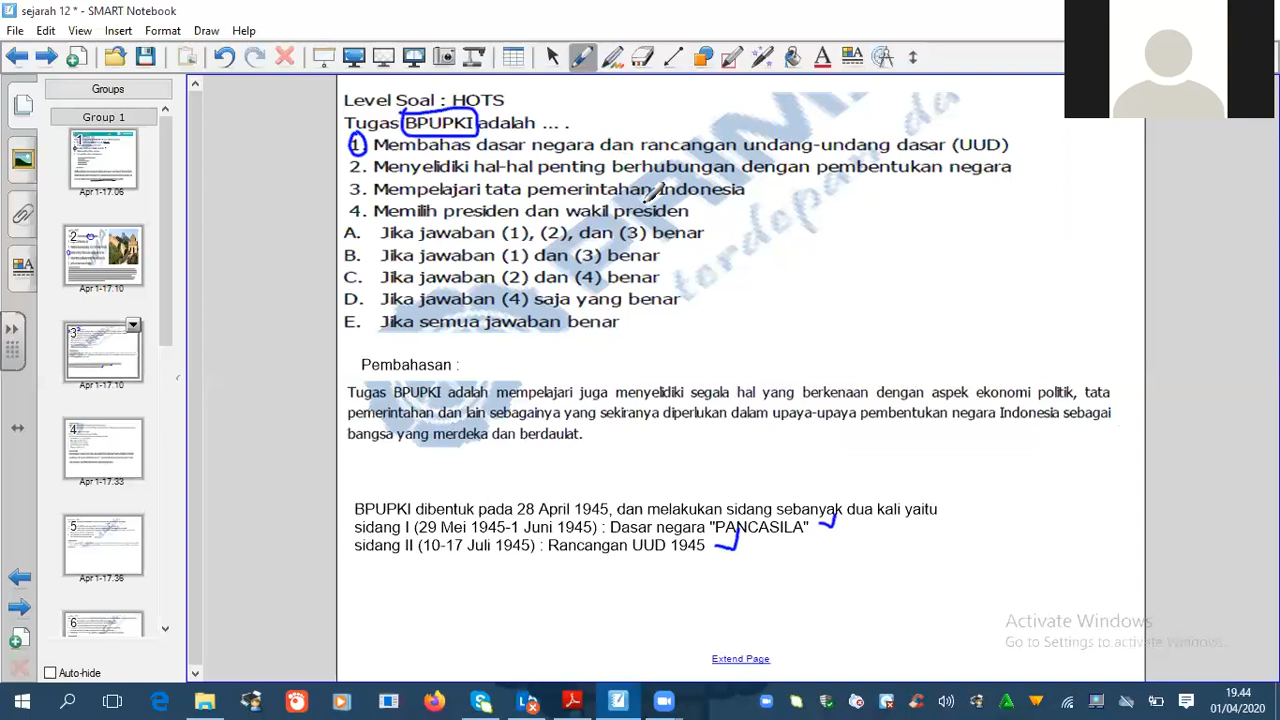 sejarah 12 * - SMART Notebook
File Edit View Insert Format Draw Help
Groups
Group 1
1
Apr 1-17.06
2
Apr 1-17.10
3
Apr 1-17.10
4
Apr 1-17.33
5
Apr 1-17.36
6
Auto-hide
Level Soal : HOTS
Tugas BPUPKI adalah ... .
1. Membahas dasar negara dan rancangan undang-undang dasar (UUD)
2. Menyelidiki hal-hal penting berhubungan dengan pembentukan negara
3. Mempelajari tata pemerintahan Indonesia
4. Memilih presiden dan wakil presiden
A. Jika jawaban (1), (2), dan (3) benar
B. Jika jawaban (1) dan (3) benar
C. Jika jawaban (2) dan (4) benar
D. Jika jawaban (4) saja yang benar
E. Jika semua jawaban benar
terdepan
Pembahasan :
Tugas BPUPKI adalah mempelajari juga menyelidiki segala hal yang berkenaan dengan aspek ekonomi politik, tata
pemerintahan dan lain sebagainya yang sekiranya diperlukan dalam upaya-upaya pembentukan negara Indonesia sebagai
bangsa yang merdeka dan berdaulat.
BPUPKI dibentuk pada 28 April 1945, dan melakukan sidang sebanyak dua kali yaitu
sidang I (29 Mei 1945-1 Juni 1945) : Dasar negara "PANCASILA"
sidang II (10-17 Juli 1945) : Rancangan UUD 1945
Activate Windows
Go to Settings to activate Windows.
Extend Page
19.44
01/04/2020